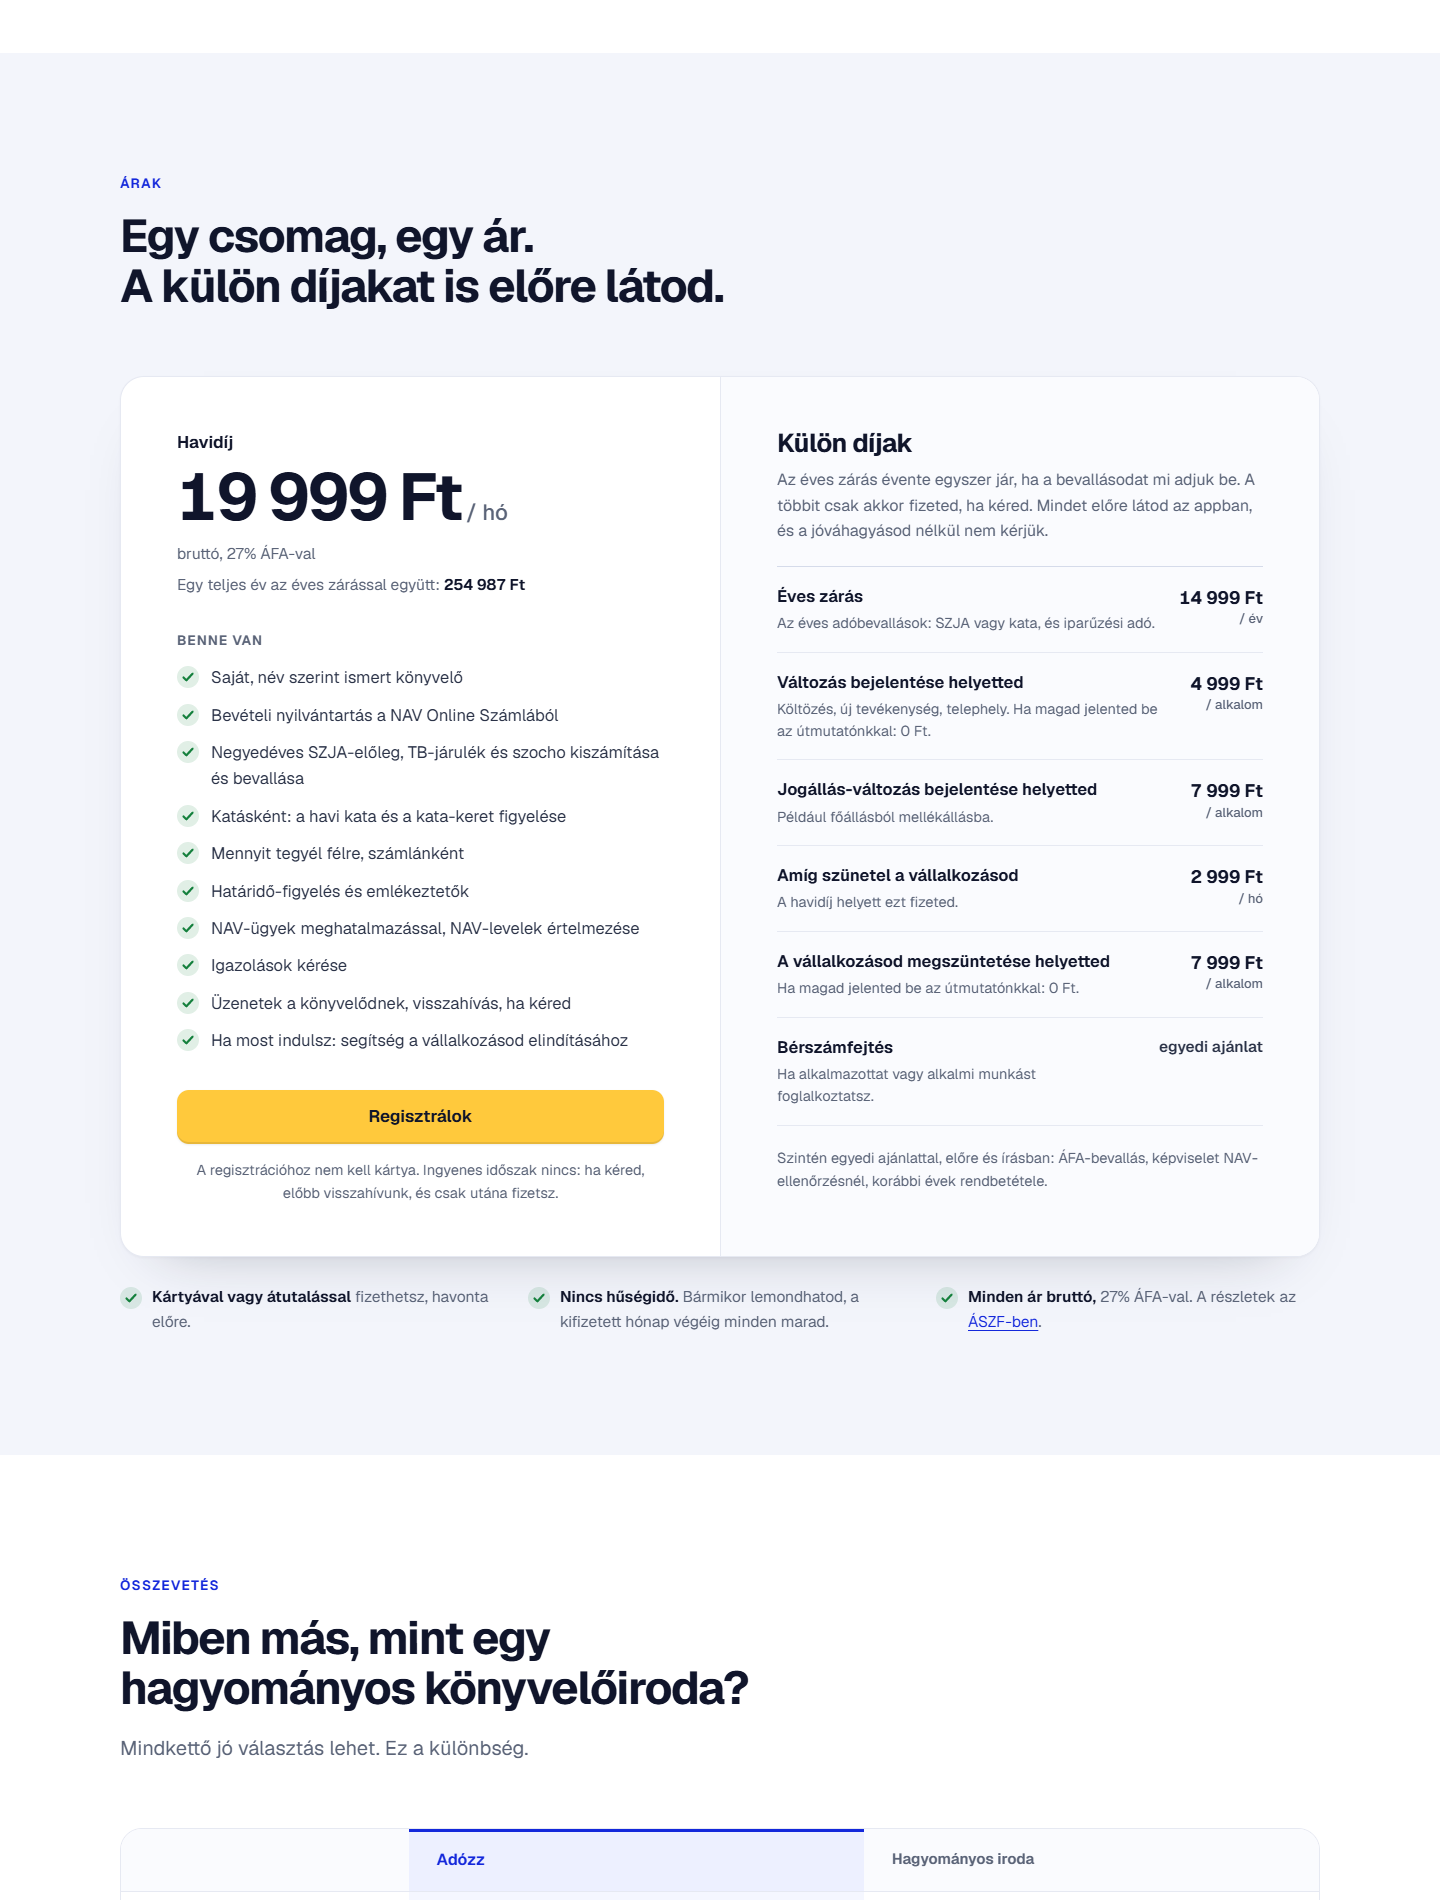 ÁRAK
Egy csomag, egy ár.
A külön díjakat is előre látod.
Havidíj
19 999 Ft / hó
bruttó, 27% ÁFA-val
Egy teljes év az éves zárással együtt: 254 987 Ft
BENNE VAN
Saját, név szerint ismert könyvelő
Bevételi nyilvántartás a NAV Online Számlából
Negyedéves SZJA-előleg, TB-járulék és szocho kiszámítása
és bevallása
Katásként: a havi kata és a kata-keret figyelése
Mennyit tegyél félre, számlánként
Határidő-figyelés és emlékeztetők
NAV-ügyek meghatalmazással, NAV-levelek értelmezése
Igazolások kérése
Üzenetek a könyvelődnek, visszahívás, ha kéred
Ha most indulsz: segítség a vállalkozásod elindításához
Regisztrálok
A regisztrációhoz nem kell kártya. Ingyenes időszak nincs: ha kéred,
előbb visszahívunk, és csak utána fizetsz.
Külön díjak
Az éves zárás évente egyszer jár, ha a bevallásodat mi adjuk be. A
többit csak akkor fizeted, ha kéred. Mindet előre látod az appban,
és a jóváhagyásod nélkül nem kérjük.
Éves zárás
14 999 Ft
Az éves adóbevallások: SZJA vagy kata, és iparűzési adó.
/ év
Változás bejelentése helyetted
4 999 Ft
/ alkalom
Költözés, új tevékenység, telephely. Ha magad jelented be
az útmutatónkkal: 0 Ft.
Jogállás-változás bejelentése helyetted
7 999 Ft
/ alkalom
Például főállásból mellékállásba.
Amíg szünetel a vállalkozásod
2 999 Ft
/ hó
A havidíj helyett ezt fizeted.
A vállalkozásod megszüntetése helyetted
7 999 Ft
/ alkalom
Ha magad jelented be az útmutatónkkal: 0 Ft.
Bérszámfejtés
egyedi ajánlat
Ha alkalmazottat vagy alkalmi munkást
foglalkoztatsz.
Szintén egyedi ajánlattal, előre és írásban: ÁFA-bevallás, képviselet NAV-
ellenőrzésnél, korábbi évek rendbetétele.
Kártyával vagy átutalással fizethetsz, havonta
előre.
Nincs hűségidő. Bármikor lemondhatod, a
kifizetett hónap végéig minden marad.
Minden ár bruttó, 27% ÁFA-val. A részletek az
ÁSZF-ben.
ÖSSZEVETÉS
Miben más, mint egy
hagyományos könyvelőiroda?
Mindkettő jó választás lehet. Ez a különbség.
Adózz
Hagyományos iroda